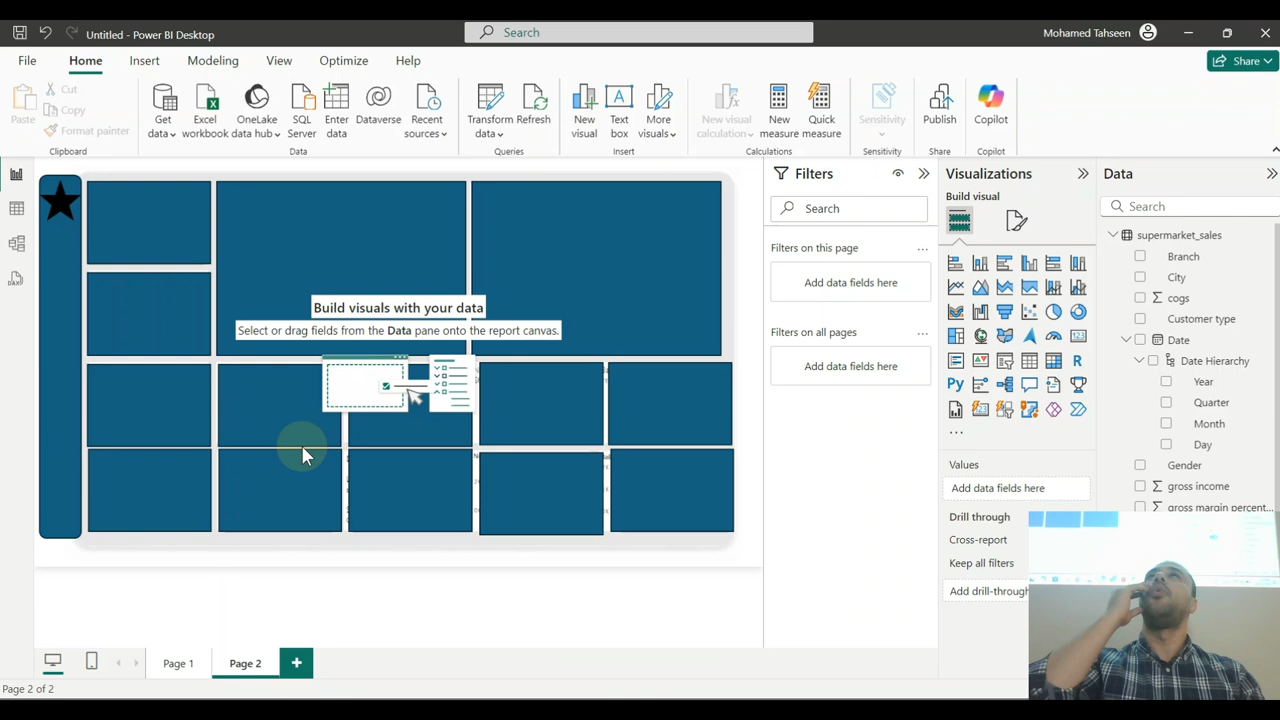 Untitled - Power BI Desktop
Search
Mohamed Tahseen
File
Home
Insert
Modeling
View
Optimize
Help
Share
Paste
Cut
Copy
Format painter
Clipboard
Get data
Excel workbook
OneLake data hub
SQL Server
Enter data
Dataverse
Recent sources
Data
Transform data
Refresh
Queries
New visual
Text box
More visuals
Insert
New visual calculation
New measure
Quick measure
Calculations
Sensitivity
Sensitivity
Publish
Share
Copilot
Copilot
Build visuals with your data
Select or drag fields from the Data pane onto the report canvas.
Filters
Search
Filters on this page
Add data fields here
Filters on all pages
Add data fields here
Visualizations
Build visual
123
R
Py
Values
Add data fields here
Drill through
Cross-report
Keep all filters
Add drill-through
Data
Search
supermarket_sales
Branch
City
cogs
Customer type
Date
Date Hierarchy
Year
Quarter
Month
Day
Gender
gross income
gross margin percent...
Page 1
Page 2
Page 2 of 2